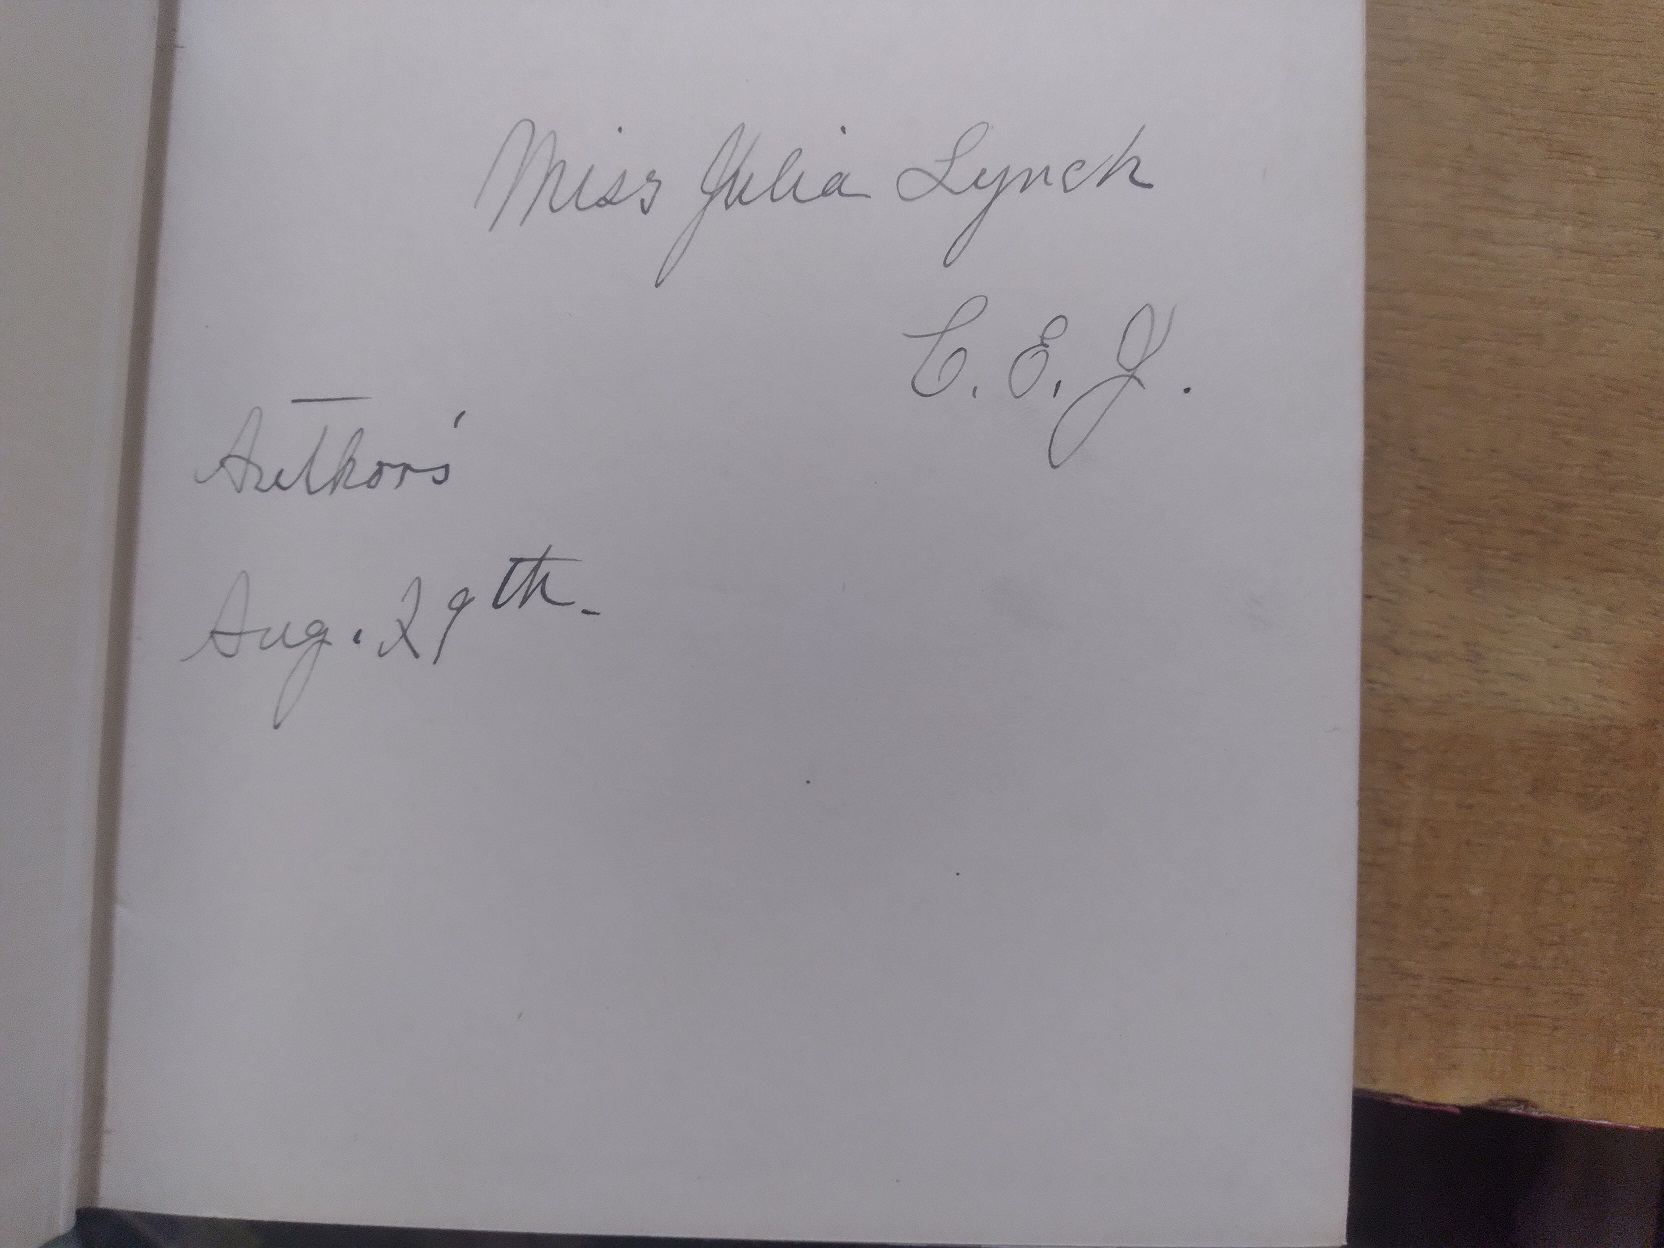 Miss Julia Lynch
C. E. J.
Authors'
Aug. 29th.